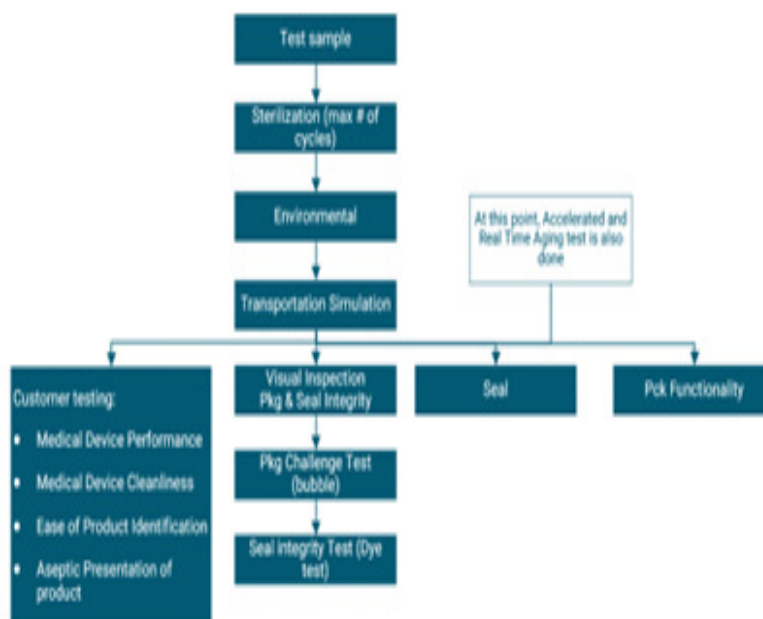 Test sample
Sterilization (max # of
cycles)
Environmental
At this point, Accelerated and
Real Time Aging test is also
done
Transportation Simulation
Customer testing:
• Medical Device Performance
• Medical Device Cleanliness
• Ease of Product Identification
• Aseptic Presentation of
product
Visual Inspection
Pkg & Seal Integrity
Seal
Pck Functionality
Pkg Challenge Test
(bubble)
Seal integrity Test (Dye
test)